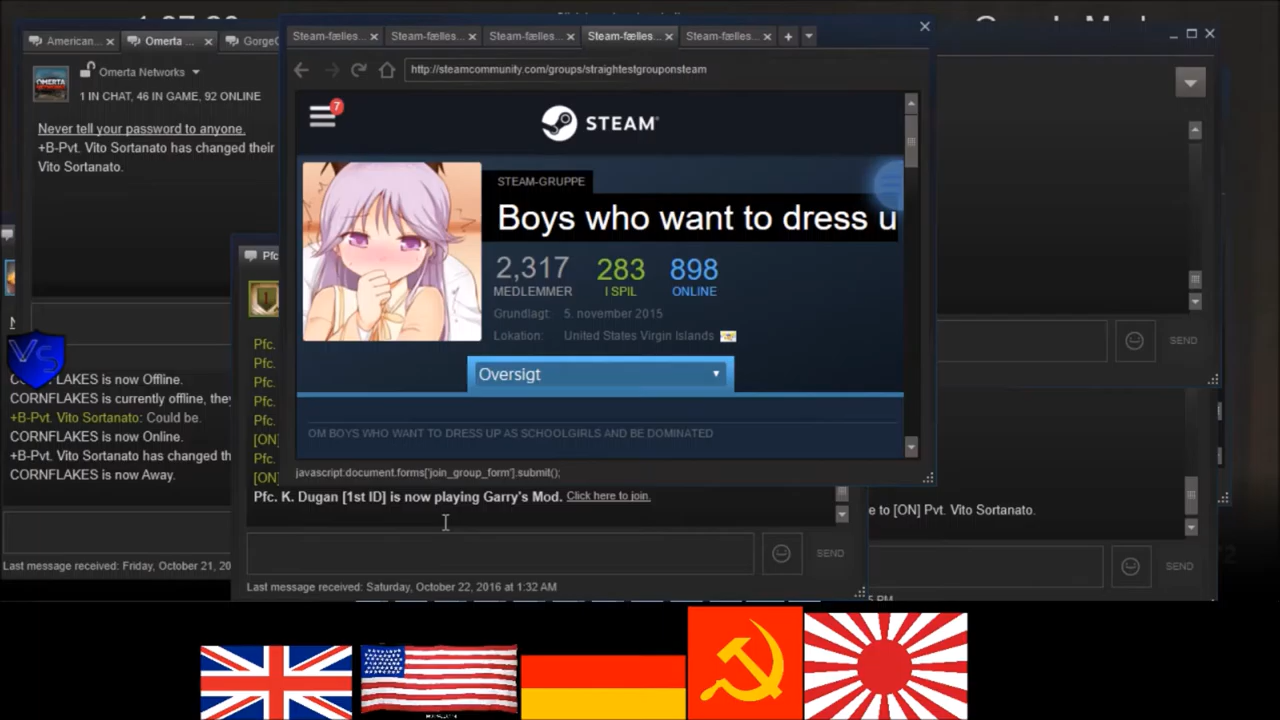 American...
Omerta ...
Omerta Networks
1 IN CHAT, 46 IN GAME, 92 ONLINE
Never tell your password to anyone.
+B-Pvt. Vito Sortanato has changed their
Vito Sortanato.
CORNFLAKES is now Offline.
CORNFLAKES is currently offline, they
+B-Pvt. Vito Sortanato: Could be.
CORNFLAKES is now Online.
+B-Pvt. Vito Sortanato has changed th
CORNFLAKES is now Away.
Last message received: Friday, October 21, 20
VS
Steam-fælles...
Steam-fælles...
Steam-fælles...
Steam-fælles...
Steam-fælles...
http://steamcommunity.com/groups/straightestgrouponsteam
7
STEAM
STEAM-GRUPPE
Boys who want to dress u
2,317 283 898
MEDLEMMER I SPIL ONLINE
Grundlagt: 5. november 2015
Lokation: United States Virgin Islands
Oversigt
OM BOYS WHO WANT TO DRESS UP AS SCHOOLGIRLS AND BE DOMINATED
javascript:document.forms['join_group_form'].submit();
Pfc
Pfc.
Pfc.
Pfc.
Pfc.
Pfc.
[ON]
Pfc.
[ON]
Pfc. K. Dugan [1st ID] is now playing Garry's Mod. Click here to join.
SEND
Last message received: Saturday, October 22, 2016 at 1:32 AM
SEND
e to [ON] Pvt. Vito Sortanato.
SEND